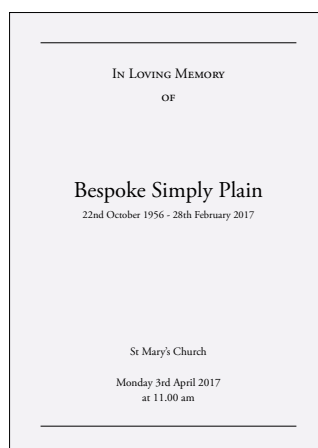 In Loving Memory
of
Bespoke Simply Plain
22nd October 1956 - 28th February 2017
St Mary's Church
Monday 3rd April 2017
at 11.00 am